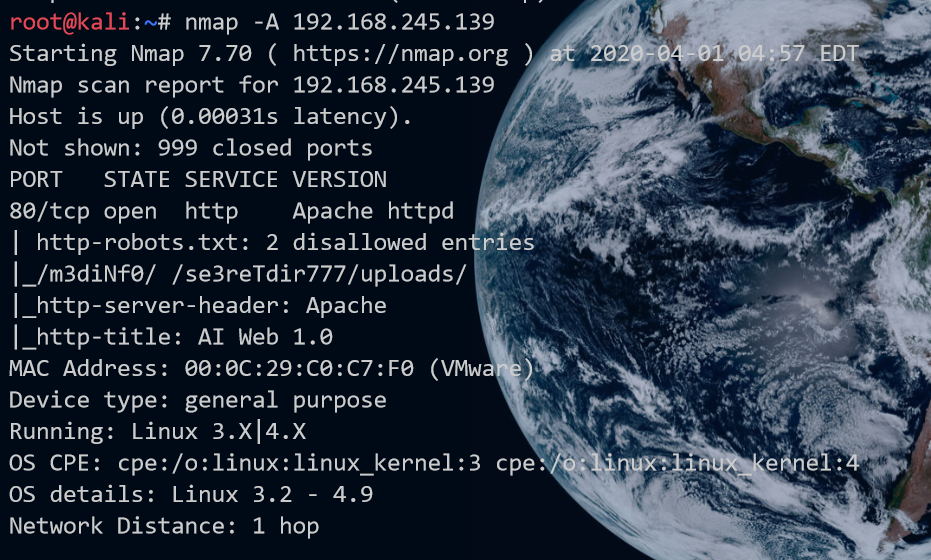 root@kali:~# nmap -A 192.168.245.139
Starting Nmap 7.70 ( https://nmap.org ) at 2020-04-01 04:57 EDT
Nmap scan report for 192.168.245.139
Host is up (0.00031s latency).
Not shown: 999 closed ports
PORT   STATE SERVICE VERSION
80/tcp open  http    Apache httpd
| http-robots.txt: 2 disallowed entries
|_/m3diNf0/ /se3reTdir777/uploads/
|_http-server-header: Apache
|_http-title: AI Web 1.0
MAC Address: 00:0C:29:C0:C7:F0 (VMware)
Device type: general purpose
Running: Linux 3.X|4.X
OS CPE: cpe:/o:linux:linux_kernel:3 cpe:/o:linux:linux_kernel:4
OS details: Linux 3.2 - 4.9
Network Distance: 1 hop